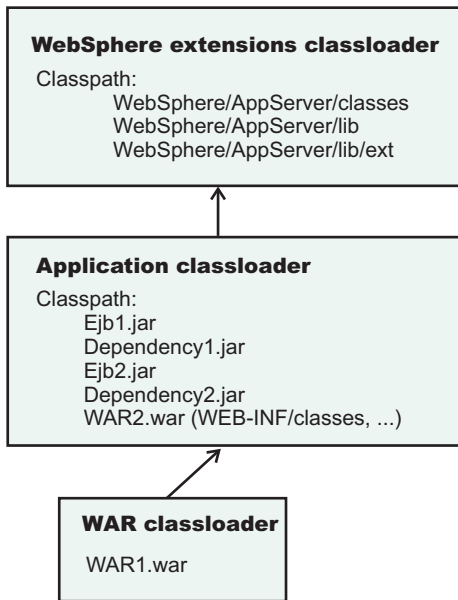 WebSphere extensions classloader
Classpath:
WebSphere/AppServer/classes
WebSphere/AppServer/lib
WebSphere/AppServer/lib/ext
Application classloader
Classpath:
Ejb1.jar
Dependency1.jar
Ejb2.jar
Dependency2.jar
WAR2.war (WEB-INF/classes, ...)
WAR classloader
WAR1.war